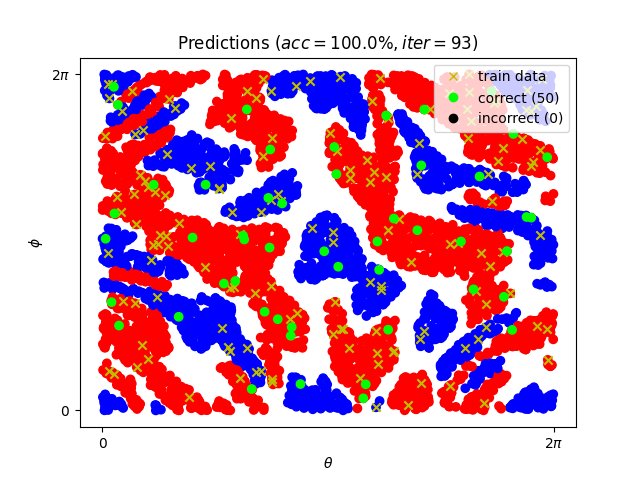 Predictions (acc = 100.0%, iter = 93)
train data
correct (50)
incorrect (0)
2π
ϕ
0
0
2π
θ